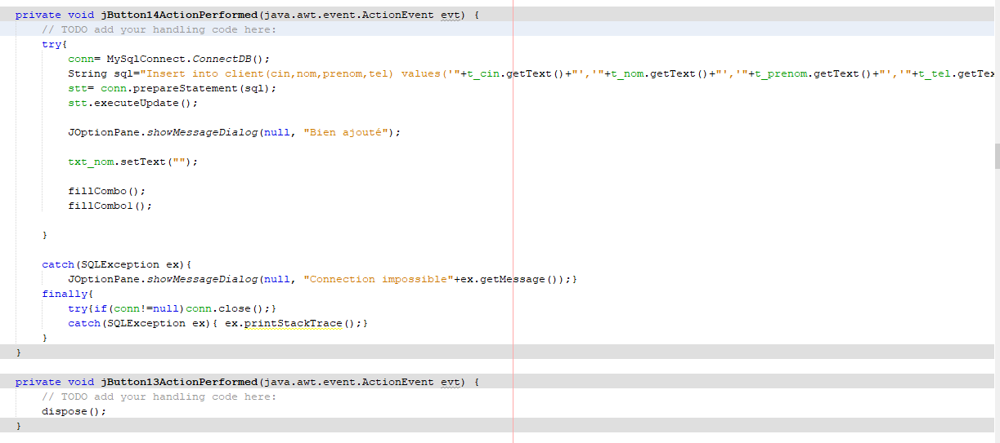 private void jButton14ActionPerformed(java.awt.event.ActionEvent evt) {
// TODO add your handling code here:
try{
conn= MySqlConnect.ConnectDB();
String sql="Insert into client(cin,nom,prenom,tel) values('"+t_cin.getText()+"','"+t_nom.getText()+"','"+t_prenom.getText()+"','"+t_tel.getTex
stt= conn.prepareStatement(sql);
stt.executeUpdate();
JOptionPane.showMessageDialog(null, "Bien ajouté");
txt_nom.setText("");
fillCombo();
fillCombo1();
}
catch(SQLException ex){
JOptionPane.showMessageDialog(null, "Connection impossible"+ex.getMessage());}
finally{
try{if(conn!=null)conn.close();}
catch(SQLException ex){ ex.printStackTrace();}
}
}
private void jButton13ActionPerformed(java.awt.event.ActionEvent evt) {
// TODO add your handling code here:
dispose();
}